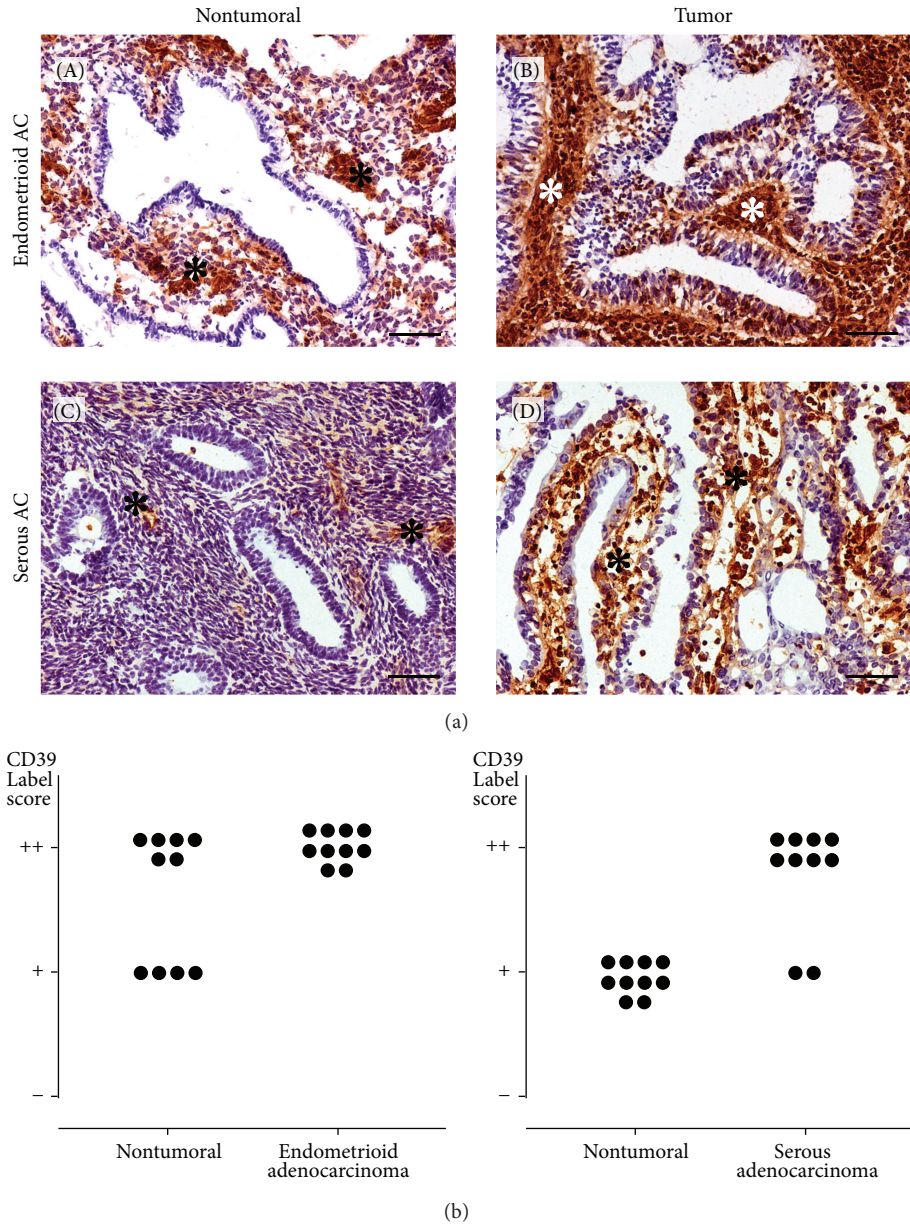 Nontumoral
Tumor
Endometrioid AC
(A)
*
*
(B)
*
*
Serous AC
(C)
*
*
(D)
*
*
(a)
CD39
Label
score
++
+
−
Nontumoral
Endometrioid
adenocarcinoma
CD39
Label
score
++
+
−
Nontumoral
Serous
adenocarcinoma
(b)